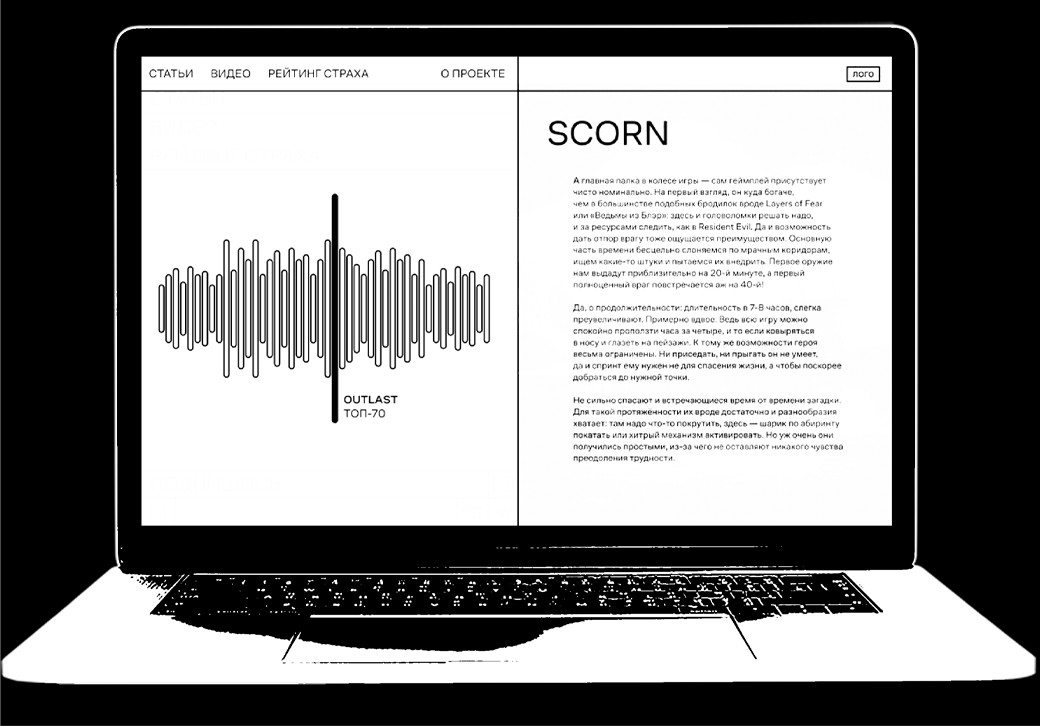 СТАТЬИ ВИДЕО РЕЙТИНГ СТРАХА О ПРОЕКТЕ
ЛОГО
OUTLAST
ТОП-70
SCORN
А главная палка в колесе игры — сам геймплей присутствует
чисто номинально. На первый взгляд, он куда богаче,
чем в большинстве подобных бродилок вроде Layers of Fear
или «Ведьмы из Блэр»: здесь и головоломки решать надо,
и за ресурсами следить, как в Resident Evil. Да и возможность
дать отпор врагу тоже ощущается преимуществом. Основную
часть времени бесцельно слоняемся по мрачным коридорам,
ищем какие-то штуки и пытаемся их внедрить. Первое оружие
нам выдадут приблизительно на 20-й минуте, а первый
полноценный враг повстречается аж на 40-й!
Да, о продолжительности: длительность в 7-8 часов, слегка
преувеличивают. Примерно вдвое. Ведь всю игру можно
спокойно проползти часа за четыре, и то если ковыряться
в носу и глазеть на пейзажи. К тому же возможности героя
весьма ограничены. Ни приседать, ни прыгать он не умеет,
да и спринт ему нужен не для спасения жизни, а чтобы поскорее
добраться до нужной точки.
Не сильно спасают и встречающиеся время от времени загадки.
Для такой протяжённости их вроде достаточно и разнообразия
хватает: там надо что-то покрутить, здесь — шарик по абиринту
покатать или хитрый механизм активировать. Но уж очень они
получились простыми, из-за чего не оставляют никакого чувства
преодоления трудности.